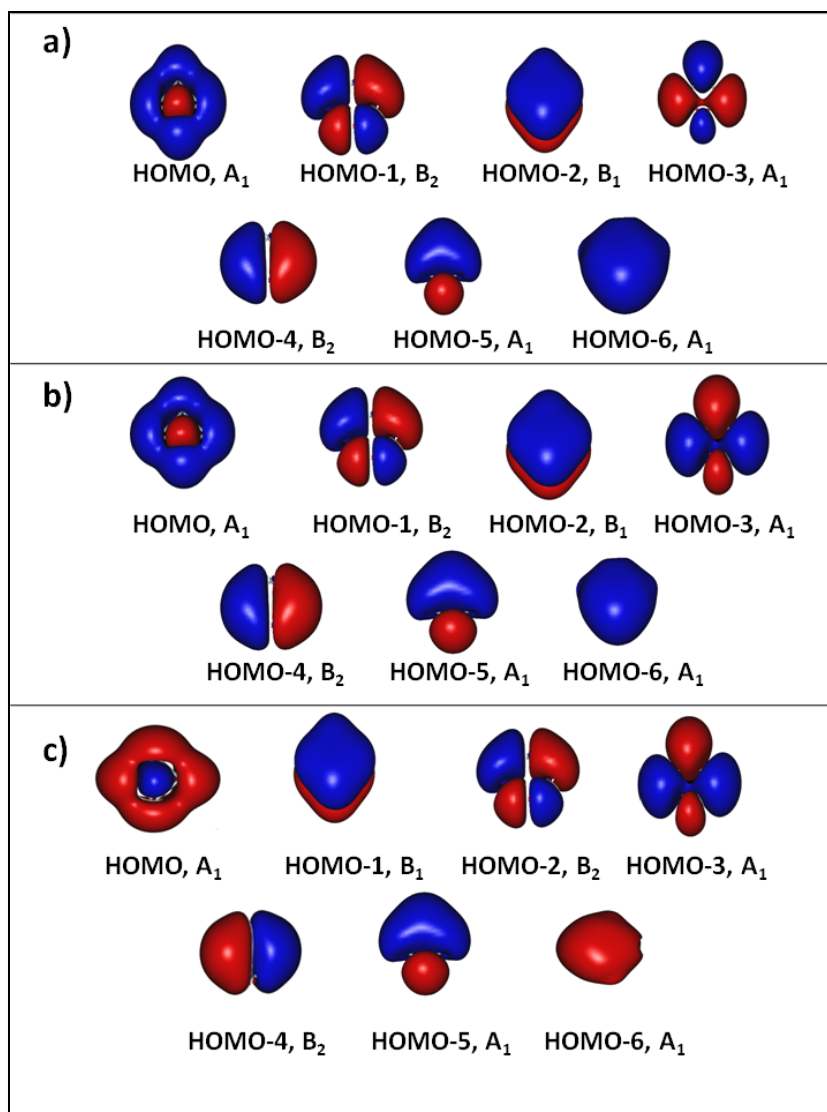 a)
HOMO, A₁ HOMO-1, B₂ HOMO-2, B₁ HOMO-3, A₁
HOMO-4, B₂ HOMO-5, A₁ HOMO-6, A₁
b)
HOMO, A₁ HOMO-1, B₂ HOMO-2, B₁ HOMO-3, A₁
HOMO-4, B₂ HOMO-5, A₁ HOMO-6, A₁
c)
HOMO, A₁ HOMO-1, B₁ HOMO-2, B₂ HOMO-3, A₁
HOMO-4, B₂ HOMO-5, A₁ HOMO-6, A₁